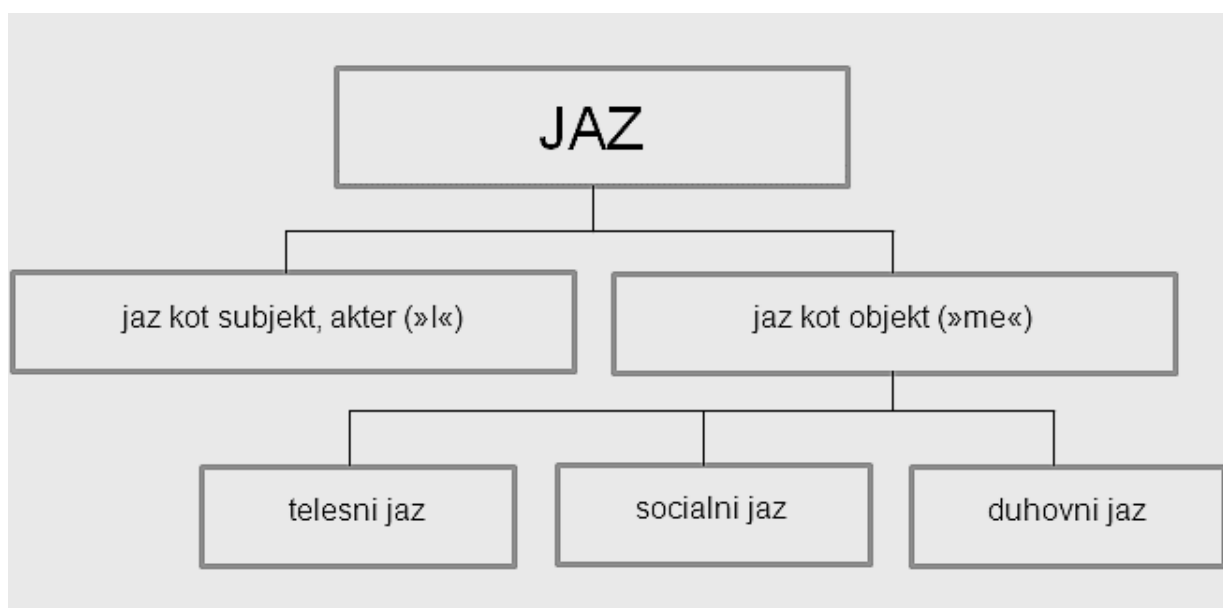 JAZ
jaz kot subjekt, akter (»I«)
jaz kot objekt (»me«)
telesni jaz
socialni jaz
duhovni jaz